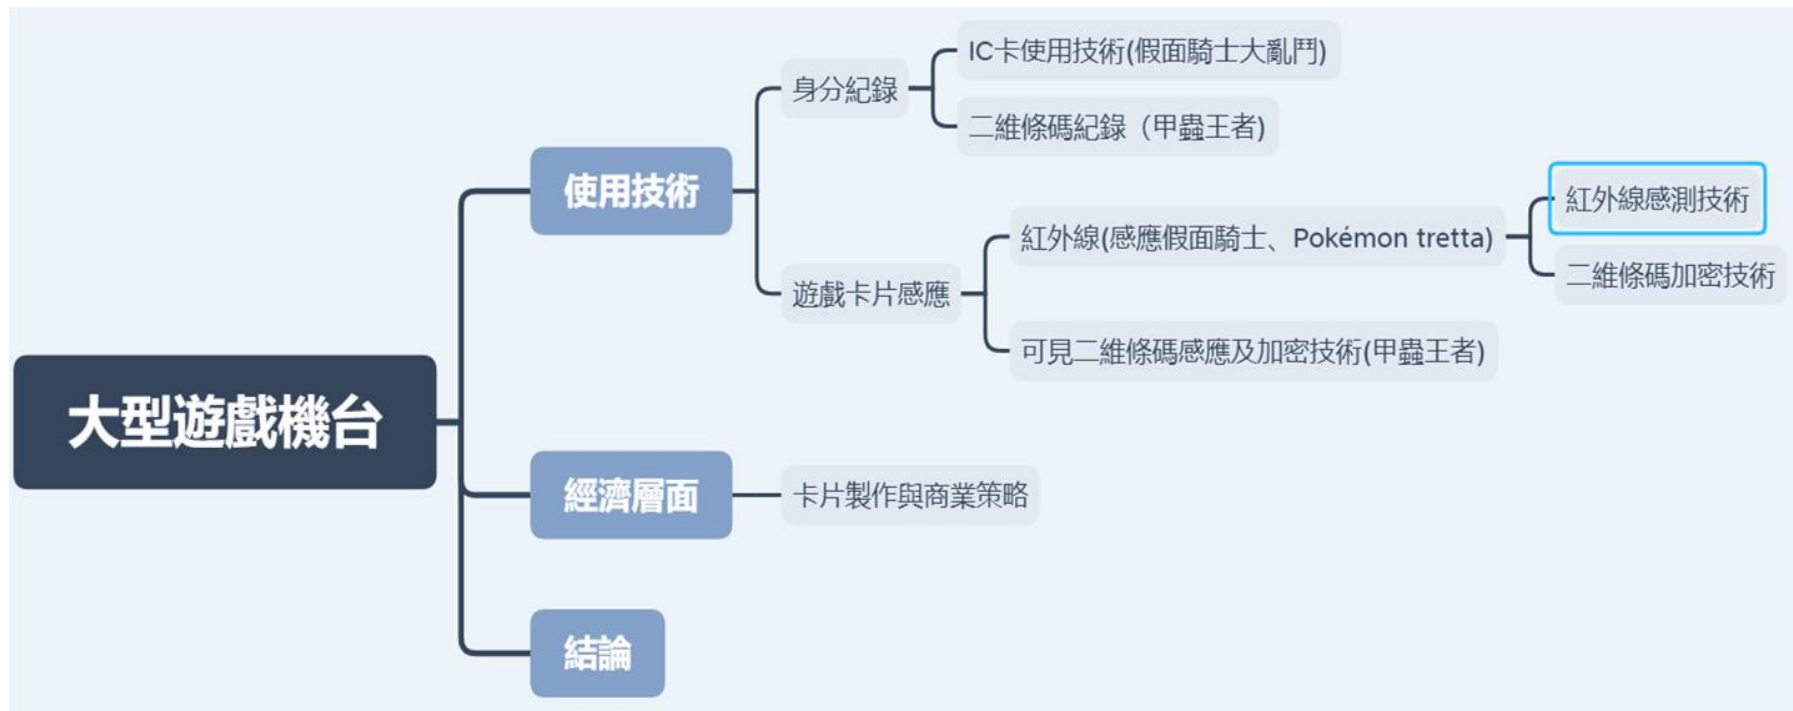 大型遊戲機台
使用技術
身分紀錄
IC卡使用技術(假面騎士大亂鬥)
二維條碼紀錄（甲蟲王者)
遊戲卡片感應
紅外線(感應假面騎士、Pokémon tretta)
紅外線感測技術
二維條碼加密技術
可見二維條碼感應及加密技術(甲蟲王者)
經濟層面
卡片製作與商業策略
結論